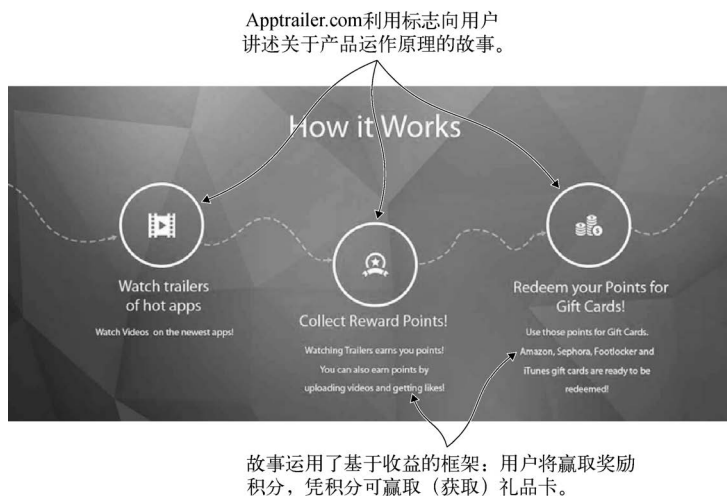 Apptrailer.com利用标志向用户
讲述关于产品运作原理的故事。
How it Works
Watch trailers
of hot apps
Watch Videos on the newest apps!
Collect Reward Points!
Watching Trailers earns you points!
You can also earn points by
uploading videos and getting likes!
Redeem your Points for
Gift Cards!
Use those points for Gift Cards.
Amazon, Sephora, Footlocker and
iTunes gift cards are ready to be
redeemed!
故事运用了基于收益的框架：用户将赢取奖励
积分，凭积分可赢取（获取）礼品卡。